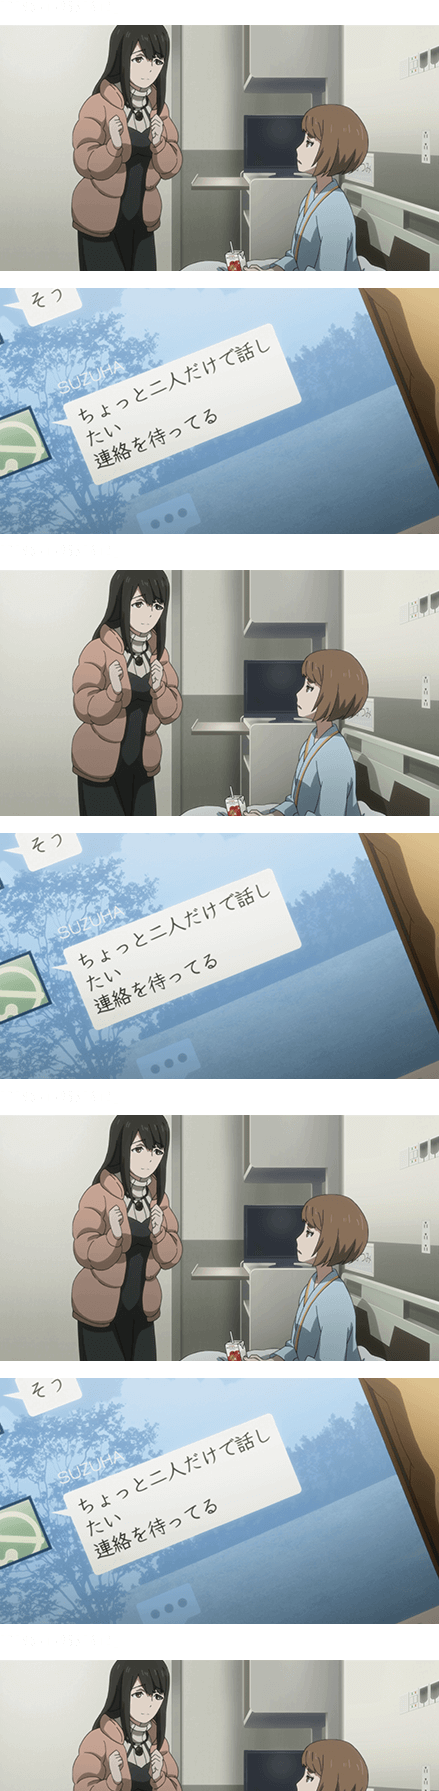 そう
SUZUHA
ちょっと二人だけで話し
たい
連絡を待ってる
そう
SUZUHA
ちょっと二人だけで話し
たい
連絡を待ってる
そう
SUZUHA
ちょっと二人だけで話し
たい
連絡を待ってる